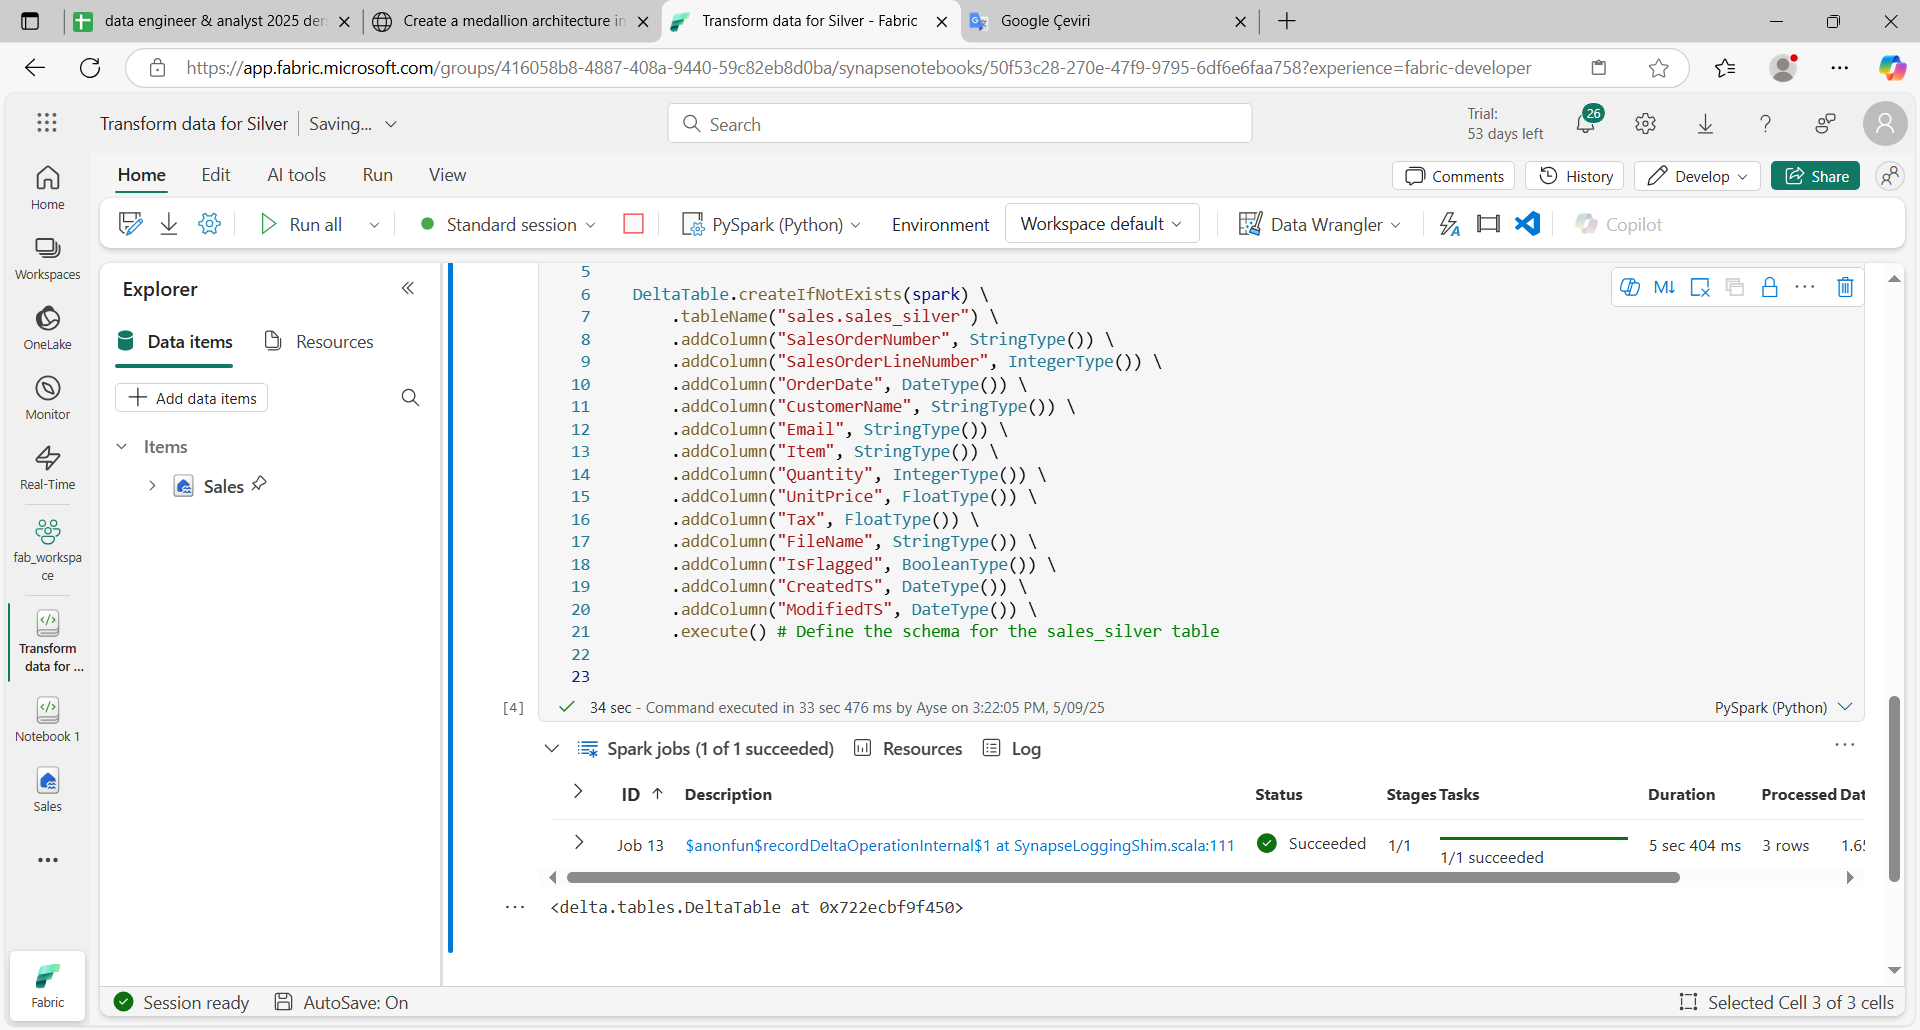 data engineer & analyst 2025 der
Create a medallion architecture in
Transform data for Silver - Fabric
Google Çeviri
https://app.fabric.microsoft.com/groups/416058b8-4887-408a-9440-59c82eb8d0ba/synapsenotebooks/50f53c28-270e-47f9-9795-6df6e6faa758?experience=fabric-developer
Transform data for Silver
Saving...
Search
Trial:
53 days left
26
Home
Edit
AI tools
Run
View
Comments
History
Develop
Share
Run all
Standard session
PySpark (Python)
Environment
Workspace default
Data Wrangler
Copilot
Home
Workspaces
OneLake
Monitor
Real-Time
fab_workspa
ce
Transform
data for ...
Notebook 1
Sales
Fabric
Explorer
Data items
Resources
Add data items
Items
Sales
5
6 DeltaTable.createIfNotExists(spark) \
7 .tableName("sales.sales_silver") \
8 .addColumn("SalesOrderNumber", StringType()) \
9 .addColumn("SalesOrderLineNumber", IntegerType()) \
10 .addColumn("OrderDate", DateType()) \
11 .addColumn("CustomerName", StringType()) \
12 .addColumn("Email", StringType()) \
13 .addColumn("Item", StringType()) \
14 .addColumn("Quantity", IntegerType()) \
15 .addColumn("UnitPrice", FloatType()) \
16 .addColumn("Tax", FloatType()) \
17 .addColumn("FileName", StringType()) \
18 .addColumn("IsFlagged", BooleanType()) \
19 .addColumn("CreatedTS", DateType()) \
20 .addColumn("ModifiedTS", DateType()) \
21 .execute() # Define the schema for the sales_silver table
22
23
M↓
[4]
34 sec - Command executed in 33 sec 476 ms by Ayse on 3:22:05 PM, 5/09/25
PySpark (Python)
Spark jobs (1 of 1 succeeded)
Resources
Log
ID ↑ Description Status Stages Tasks Duration Processed Dat
Job 13 $anonfun$recordDeltaOperationInternal$1 at SynapseLoggingShim.scala:111 Succeeded 1/1 1/1 succeeded 5 sec 404 ms 3 rows 1.65
<delta.tables.DeltaTable at 0x722ecbf9f450>
Session ready
AutoSave: On
Selected Cell 3 of 3 cells